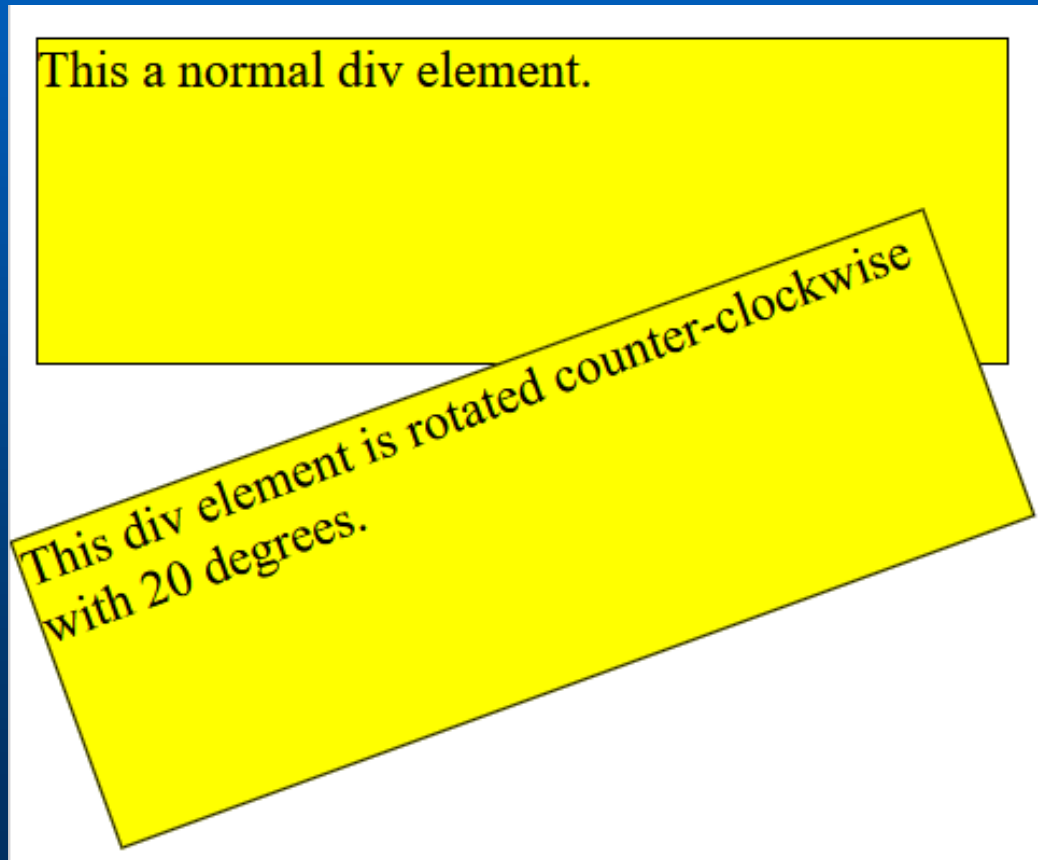 This a normal div element.
This div element is rotated counter-clockwise
with 20 degrees.